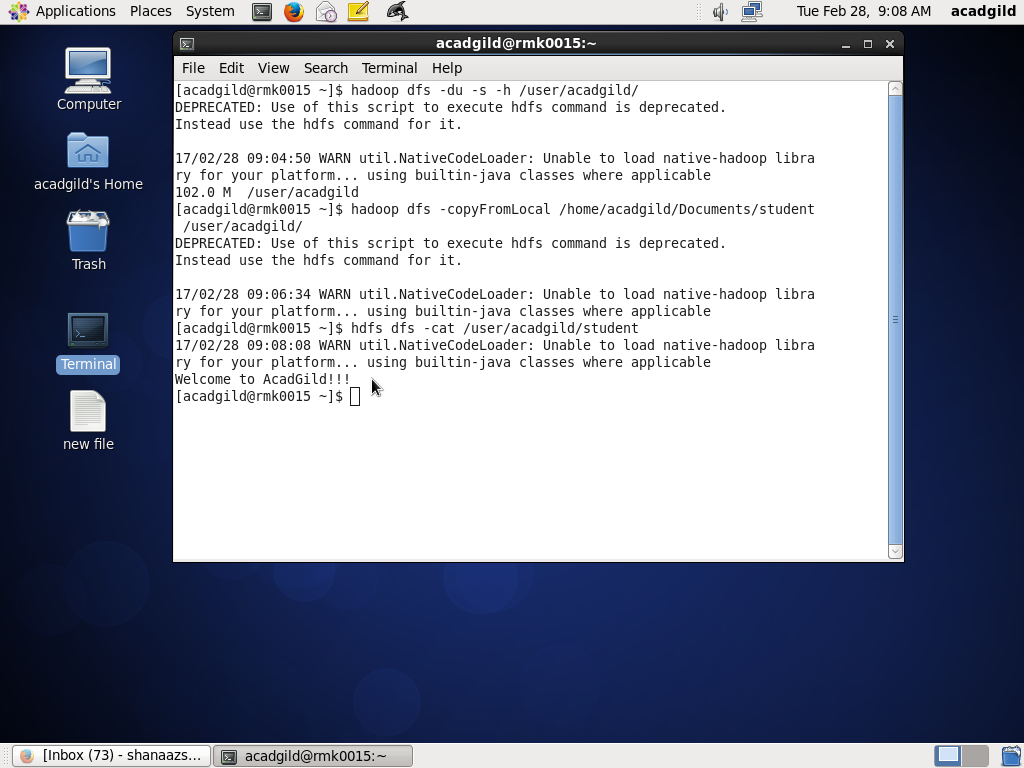 Applications Places System Tue Feb 28, 9:08 AM acadgild
acadgild@rmk0015:~
File Edit View Search Terminal Help
[acadgild@rmk0015 ~]$ hadoop dfs -du -s -h /user/acadgild/
DEPRECATED: Use of this script to execute hdfs command is deprecated.
Instead use the hdfs command for it.
17/02/28 09:04:50 WARN util.NativeCodeLoader: Unable to load native-hadoop libra
ry for your platform... using builtin-java classes where applicable
102.0 M  /user/acadgild
[acadgild@rmk0015 ~]$ hadoop dfs -copyFromLocal /home/acadgild/Documents/student
 /user/acadgild/
DEPRECATED: Use of this script to execute hdfs command is deprecated.
Instead use the hdfs command for it.
17/02/28 09:06:34 WARN util.NativeCodeLoader: Unable to load native-hadoop libra
ry for your platform... using builtin-java classes where applicable
[acadgild@rmk0015 ~]$ hdfs dfs -cat /user/acadgild/student
17/02/28 09:08:08 WARN util.NativeCodeLoader: Unable to load native-hadoop libra
ry for your platform... using builtin-java classes where applicable
Welcome to AcadGild!!!
[acadgild@rmk0015 ~]$
Computer
acadgild's Home
Trash
Terminal
new file
[Inbox (73) - shanaazs...
acadgild@rmk0015:~